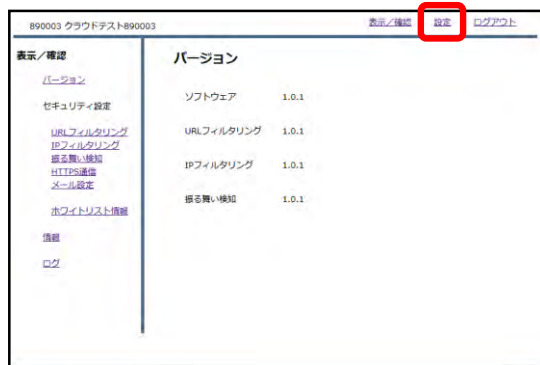 890003 クラウドテスト890003
表示／確認 設定 ログアウト
表示／確認
バージョン
セキュリティ設定
URLフィルタリング
IPフィルタリング
振る舞い検知
HTTPS通信
メール設定
ホワイトリスト情報
情報
ログ
バージョン
ソフトウェア 1.0.1
URLフィルタリング 1.0.1
IPフィルタリング 1.0.1
振る舞い検知 1.0.1